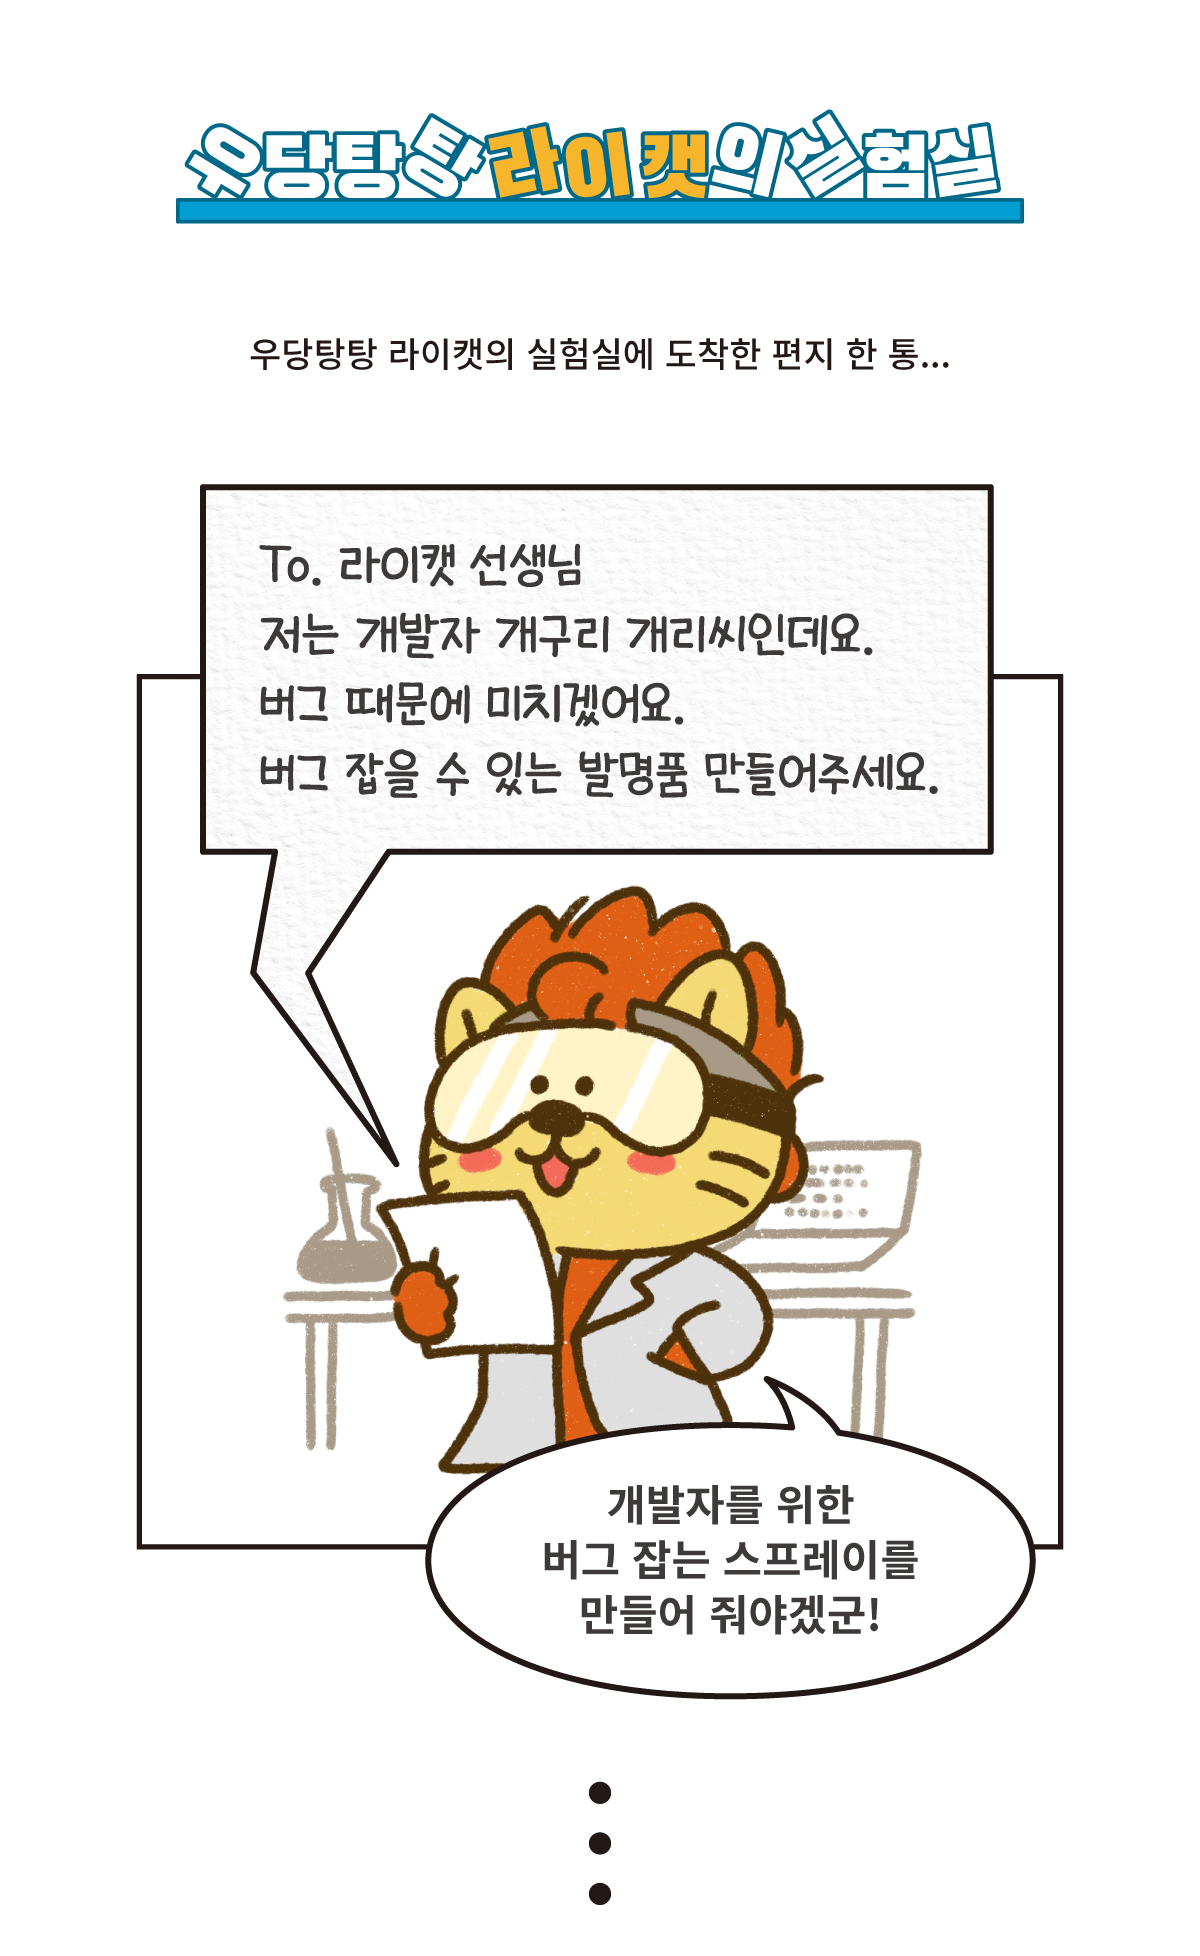 우당탕탕 라이캣의 실험실
우당탕탕 라이캣의 실험실에 도착한 편지 한 통...
To. 라이캣 선생님
저는 개발자 개구리 개리씨인데요.
버그 때문에 미치겠어요.
버그 잡을 수 있는 발명품 만들어주세요.
개발자를 위한
버그 잡는 스프레이를
만들어 줘야겠군!